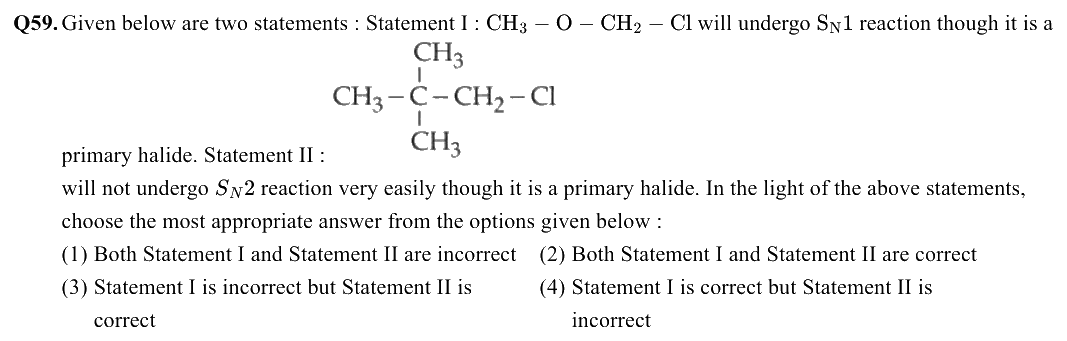 Q59. Given below are two statements : Statement I : CH₃ − O − CH₂ − Cl will undergo S_N1 reaction though it is a
CH₃
|
CH₃ – C – CH₂ – Cl
|
CH₃
primary halide. Statement II :
will not undergo S_N2 reaction very easily though it is a primary halide. In the light of the above statements,
choose the most appropriate answer from the options given below :
(1) Both Statement I and Statement II are incorrect (2) Both Statement I and Statement II are correct
(3) Statement I is incorrect but Statement II is (4) Statement I is correct but Statement II is
correct incorrect